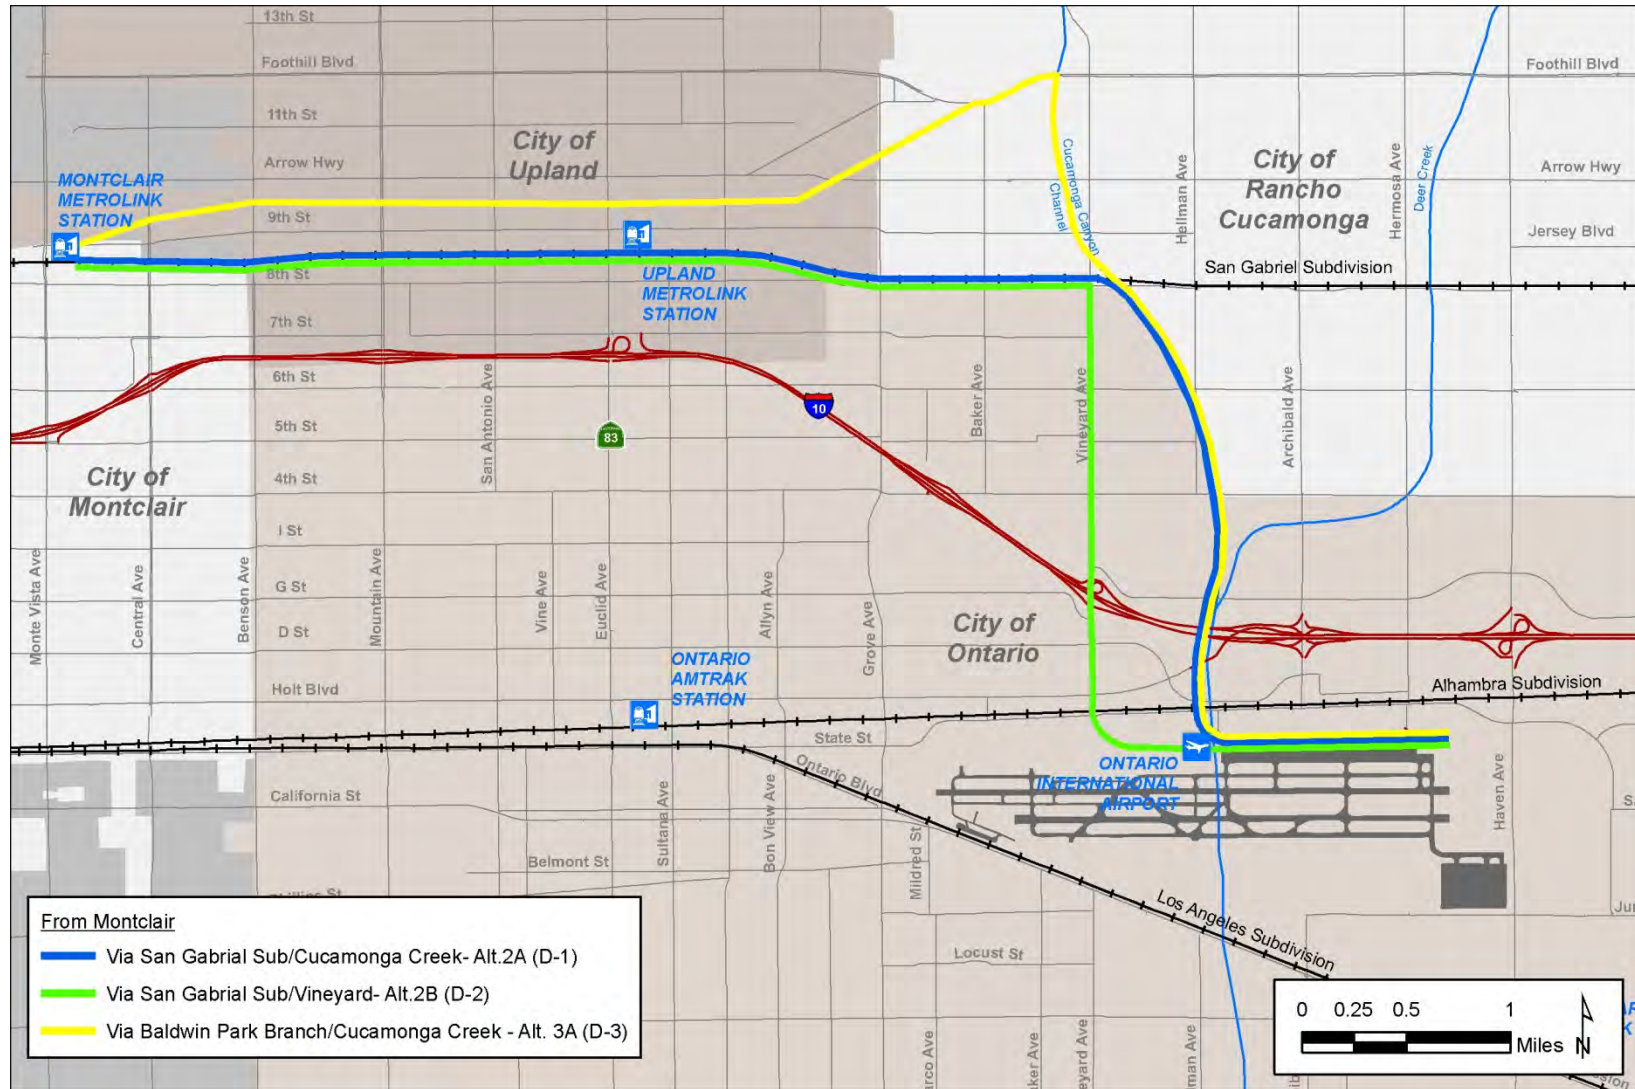 13th St
Foothill Blvd
Foothill Blvd
11th St
City of
Upland
Arrow Hwy
Arrow Hwy
Cucamonga Canyon
Channel
Hellman Ave
City of
Rancho
Cucamonga
Hermosa Ave
Deer Creek
MONTCLAIR
METROLINK
STATION
9th St
Jersey Blvd
8th St
UPLAND
METROLINK
STATION
San Gabriel Subdivision
7th St
6th St
San Antonio Ave
10
83
5th St
Baker Ave
Vineyard Ave
Archibald Ave
City of
Montclair
4th St
I St
Monte Vista Ave
Central Ave
Benson Ave
Mountain Ave
G St
Vine Ave
Euclid Ave
Allyn Ave
Grove Ave
D St
City of
Ontario
ONTARIO
AMTRAK
STATION
Holt Blvd
Alhambra Subdivision
State St
Ontario Blvd
ONTARIO
INTERNATIONAL
AIRPORT
Haven Ave
California St
Sultana Ave
Bon View Ave
Mildred St
Belmont St
Los Angeles Subdivision
Locust St
From Montclair
Via San Gabrial Sub/Cucamonga Creek- Alt.2A (D-1)
Via San Gabrial Sub/Vineyard- Alt.2B (D-2)
Via Baldwin Park Branch/Cucamonga Creek - Alt. 3A (D-3)
0 0.25 0.5 1
Miles N